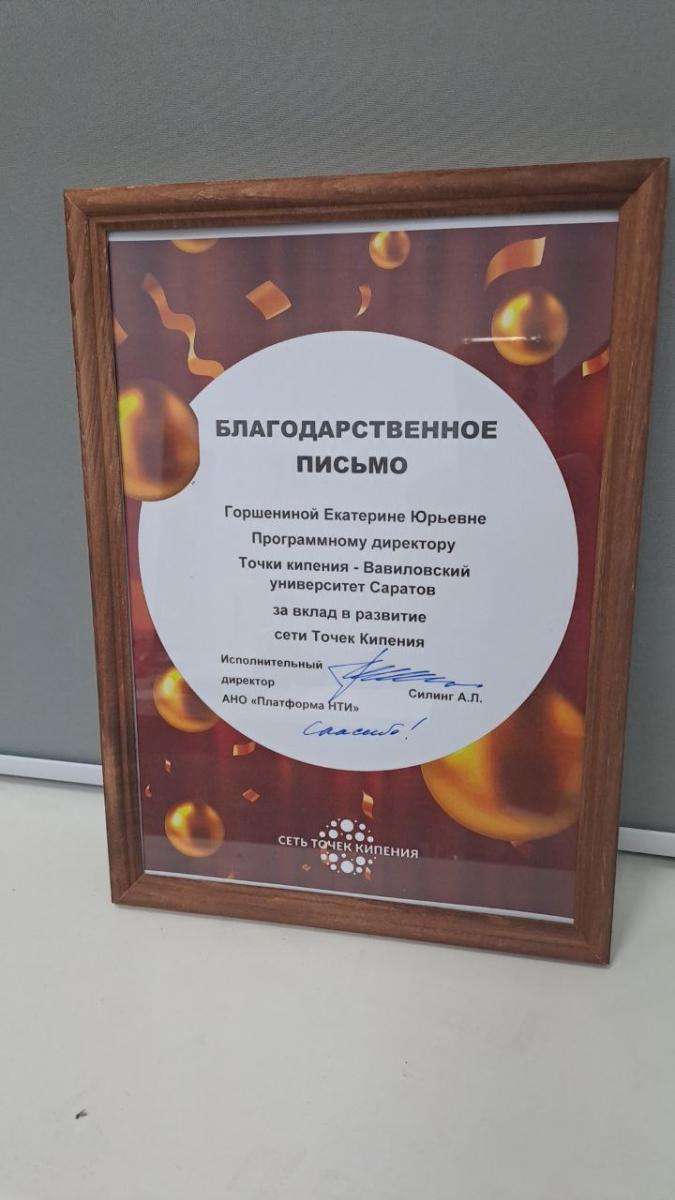 БЛАГОДАРСТВЕННОЕ
ПИСЬМО
Горшениной Екатерине Юрьевне
Программному директору
Точки кипения - Вавиловский
университет Саратов
за вклад в развитие
сети Точек Кипения
Исполнительный
директор
АНО «Платформа НТИ»
Силинг А.Л.
Спасибо!
СЕТЬ ТОЧЕК КИПЕНИЯ